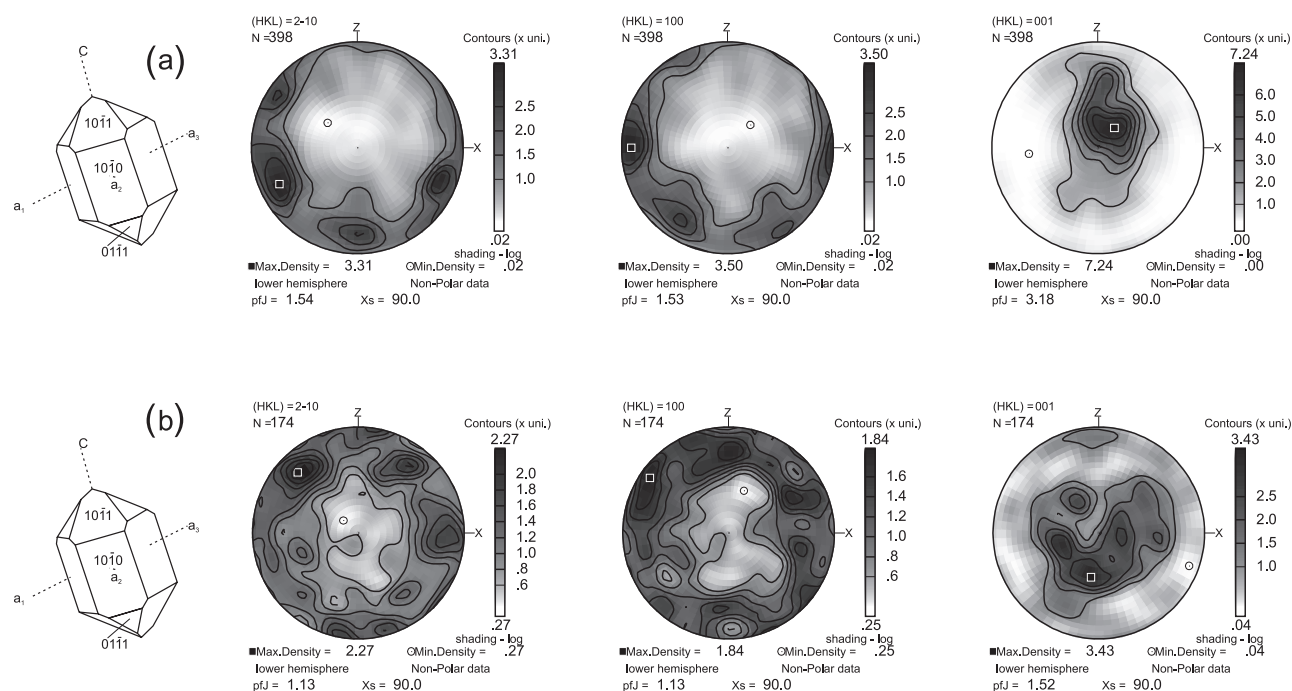 (a)
C
101̅1
101̅0
a₃
a₂
a₁
011̅1
(HKL) = 2-10
N = 398
Z
X
Contours (x uni.)
3.31
2.5
2.0
1.5
1.0
.02
shading - log
■Max.Density = 3.31 ⊙Min.Density = .02
lower hemisphere Non-Polar data
pfJ = 1.54 Xs = 90.0
(HKL) = 100
N = 398
Z
X
Contours (x uni.)
3.50
2.5
2.0
1.5
1.0
.02
shading - log
■Max.Density = 3.50 ⊙Min.Density = .02
lower hemisphere Non-Polar data
pfJ = 1.53 Xs = 90.0
(HKL) = 001
N = 398
Z
X
Contours (x uni.)
7.24
6.0
5.0
4.0
3.0
2.0
1.0
.00
shading - log
■Max.Density = 7.24 ⊙Min.Density = .00
lower hemisphere Non-Polar data
pfJ = 3.18 Xs = 90.0
(b)
C
101̅1
101̅0
a₃
a₂
a₁
011̅1
(HKL) = 2-10
N = 174
Z
X
Contours (x uni.)
2.27
2.0
1.8
1.6
1.4
1.2
1.0
.8
.6
.27
shading - log
■Max.Density = 2.27 ⊙Min.Density = .27
lower hemisphere Non-Polar data
pfJ = 1.13 Xs = 90.0
(HKL) = 100
N = 174
Z
X
Contours (x uni.)
1.84
1.6
1.4
1.2
1.0
.8
.6
.25
shading - log
■Max.Density = 1.84 ⊙Min.Density = .25
lower hemisphere Non-Polar data
pfJ = 1.13 Xs = 90.0
(HKL) = 001
N = 174
Z
X
Contours (x uni.)
3.43
2.5
2.0
1.5
1.0
.04
shading - log
■Max.Density = 3.43 ⊙Min.Density = .04
lower hemisphere Non-Polar data
pfJ = 1.52 Xs = 90.0